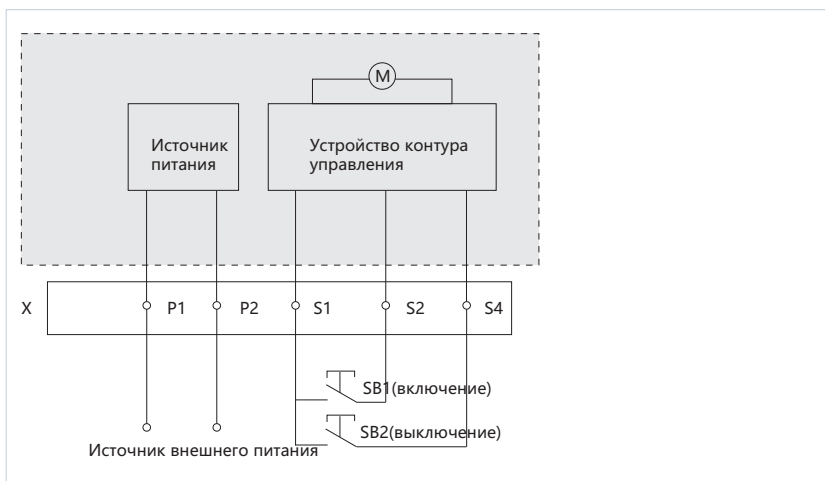 M
Источник
питания
Устройство контура
управления
X
P1
P2
S1
S2
S4
SB1(включение)
SB2(выключение)
Источник внешнего питания